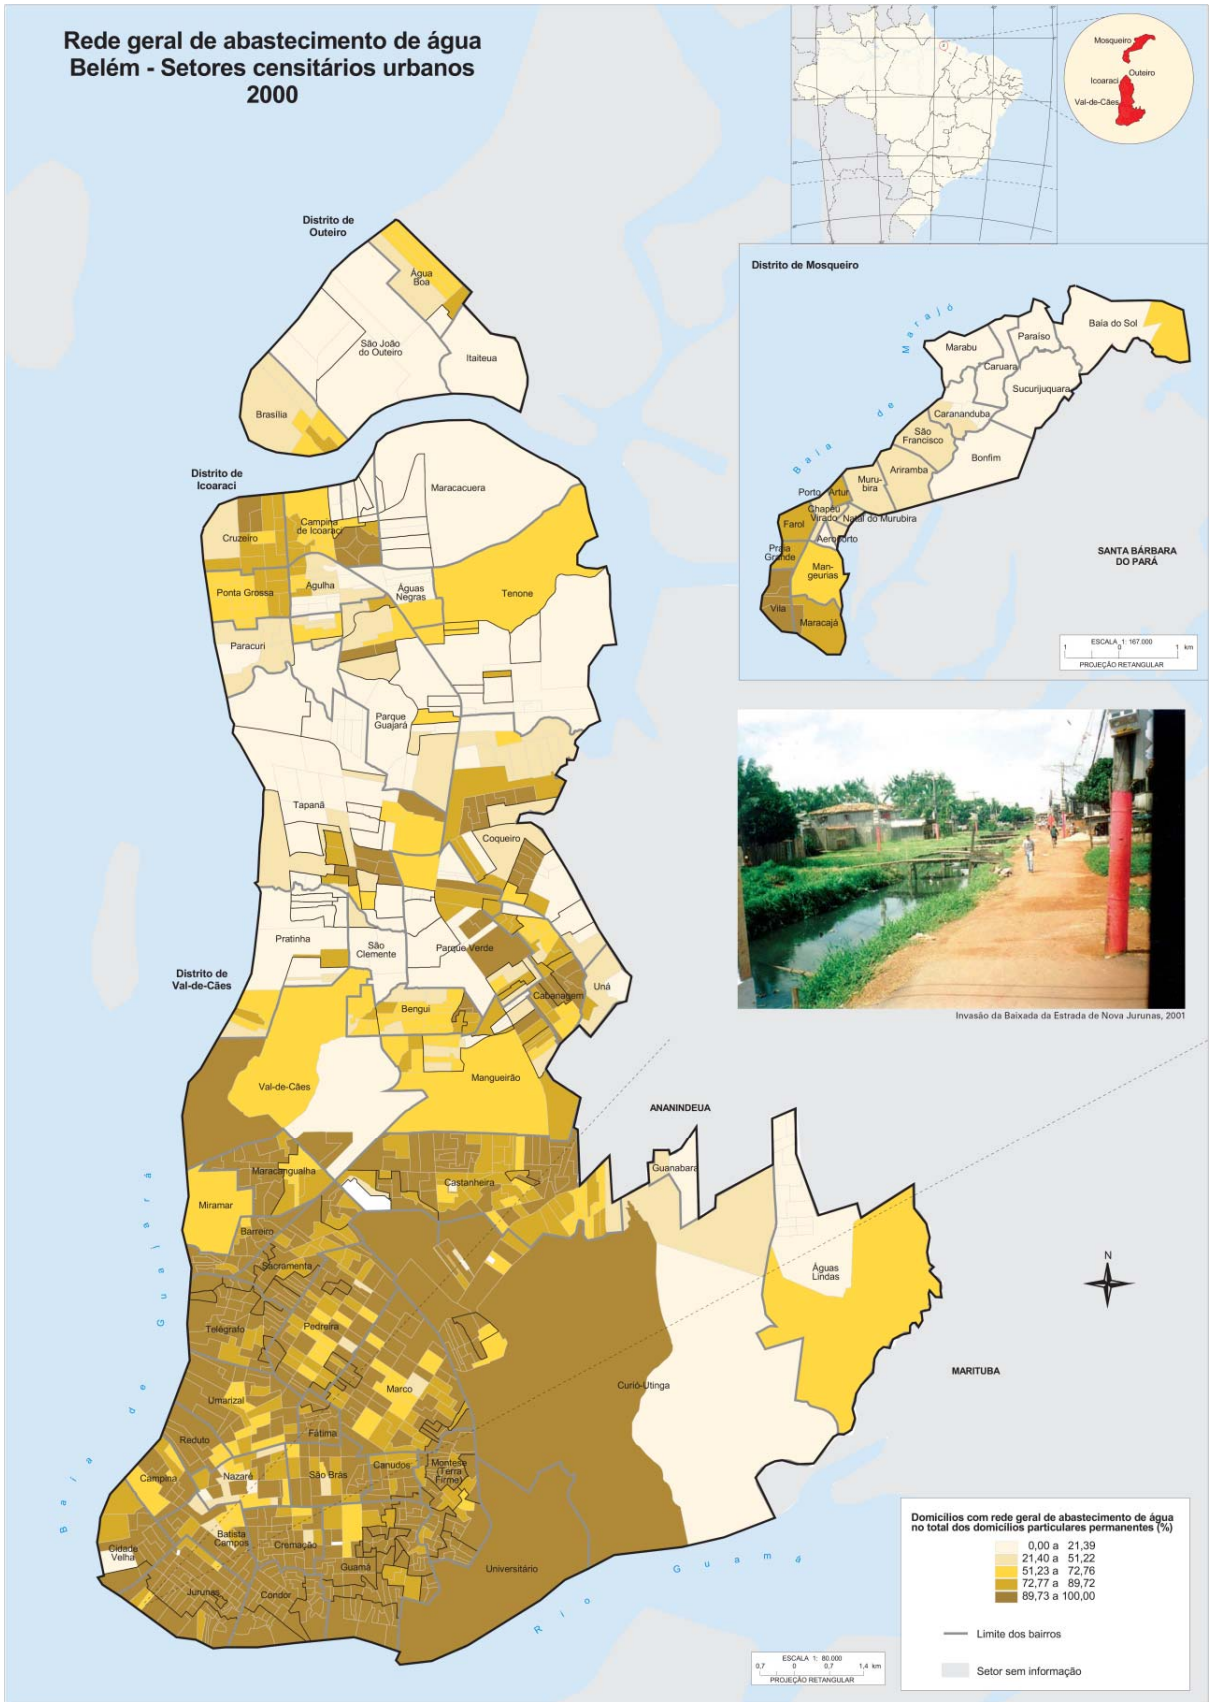 Rede geral de abastecimento de água
Belém - Setores censitários urbanos
2000
Mosqueiro
Outeiro
Icoaraci
Val-de-Cães
Distrito de
Outeiro
Água
Boa
São João
do Outeiro
Itaiteua
Brasília
Distrito de Mosqueiro
Baía de Marajó
Baia do Sol
Paraíso
Marabu
Caruara
Sucurijuquara
Carananduba
São
Francisco
Bonfim
Ariramba
Muru-
bira
Porto
Artur
Chapéu
Virado
Natal do Murubira
Farol
Aeroporto
Praia
Grande
Man-
geurias
Vila
Maracajá
SANTA BÁRBARA
DO PARÁ
ESCALA 1: 167.000
1 0 1 km
PROJEÇÃO RETANGULAR
Distrito de
Icoaraci
Maracacuera
Campina
de Icoaraci
Cruzeiro
Agulha
Águas
Negras
Ponta Grossa
Tenone
Paracuri
Parque
Guajará
Tapanã
Coqueiro
Pratinha
São
Clemente
Parque Verde
Distrito de
Val-de-Cães
Cabanagem
Una
Bengui
Val-de-Cães
Mangueirão
Invasão da Baixada da Estrada de Nova Jurunas, 2001
ANANINDEUA
Maracangualha
Castanheira
Guanabara
Miramar
Barreiro
Sacramenta
Águas
Lindas
N
Telégrafo
Pedreira
Marco
Curió-Utinga
MARITUBA
Umarizal
Reduto
Fátima
Campina
Nazaré
São Brás
Canudos
Montese
(Terra
Firme)
Cidade
Velha
Batista
Campos
Cremação
Guamá
Universitário
Jurunas
Condor
Baía de Guajará
Rio Guamá
Domicílios com rede geral de abastecimento de água
no total dos domicílios particulares permanentes (%)
0,00 a 21,39
21,40 a 51,22
51,23 a 72,76
72,77 a 89,72
89,73 a 100,00
Limite dos bairros
Setor sem informação
ESCALA 1: 80.000
0,7 0 0,7 1,4 km
PROJEÇÃO RETANGULAR